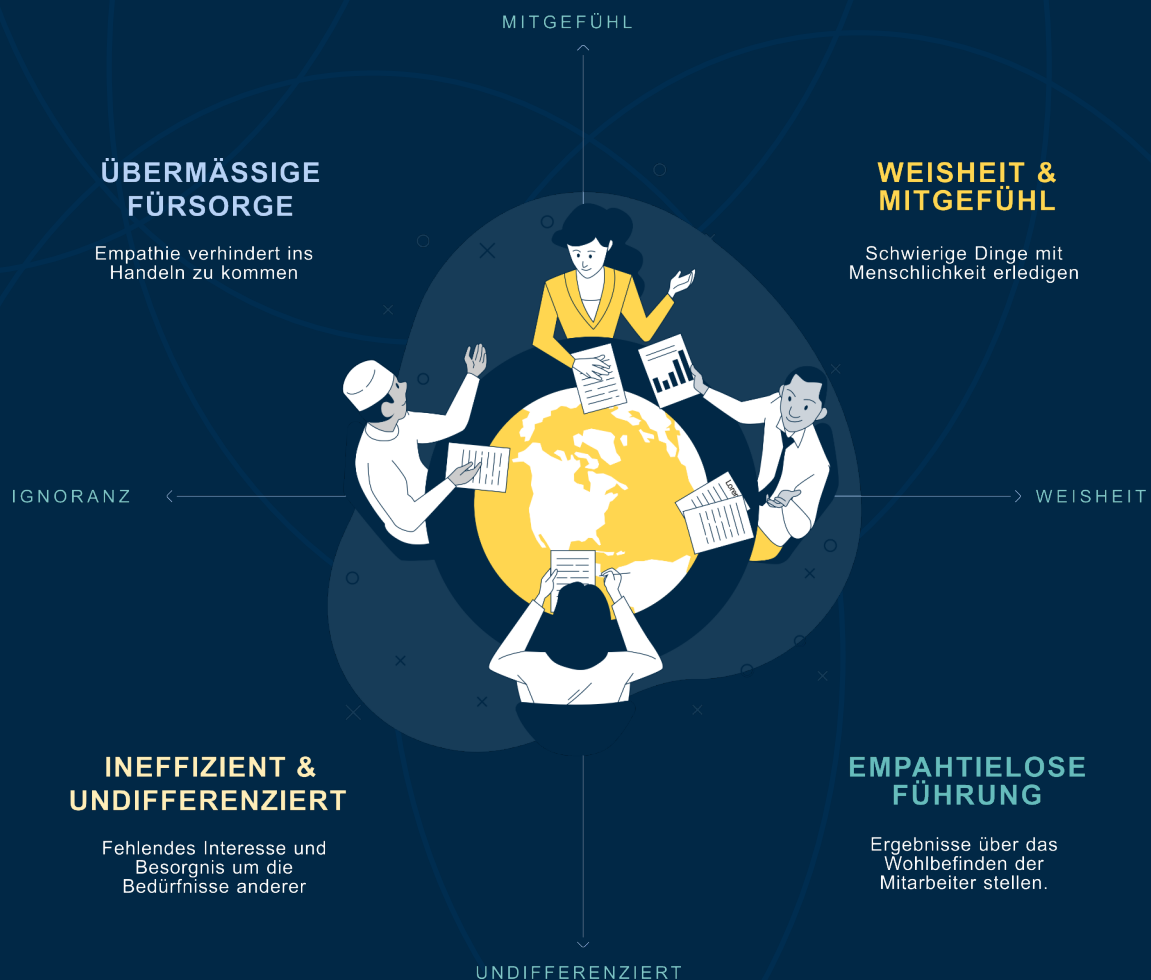 MITGEFÜHL
ÜBERMÄSSIGE
FÜRSORGE
Empathie verhindert ins
Handeln zu kommen
WEISHEIT &
MITGEFÜHL
Schwierige Dinge mit
Menschlichkeit erledigen
IGNORANZ
WEISHEIT
INEFFIZIENT &
UNDIFFERENZIERT
Fehlendes Interesse und
Besorgnis um die
Bedürfnisse anderer
EMPAHTIELOSE
FÜHRUNG
Ergebnisse über das
Wohlbefinden der
Mitarbeiter stellen.
UNDIFFERENZIERT